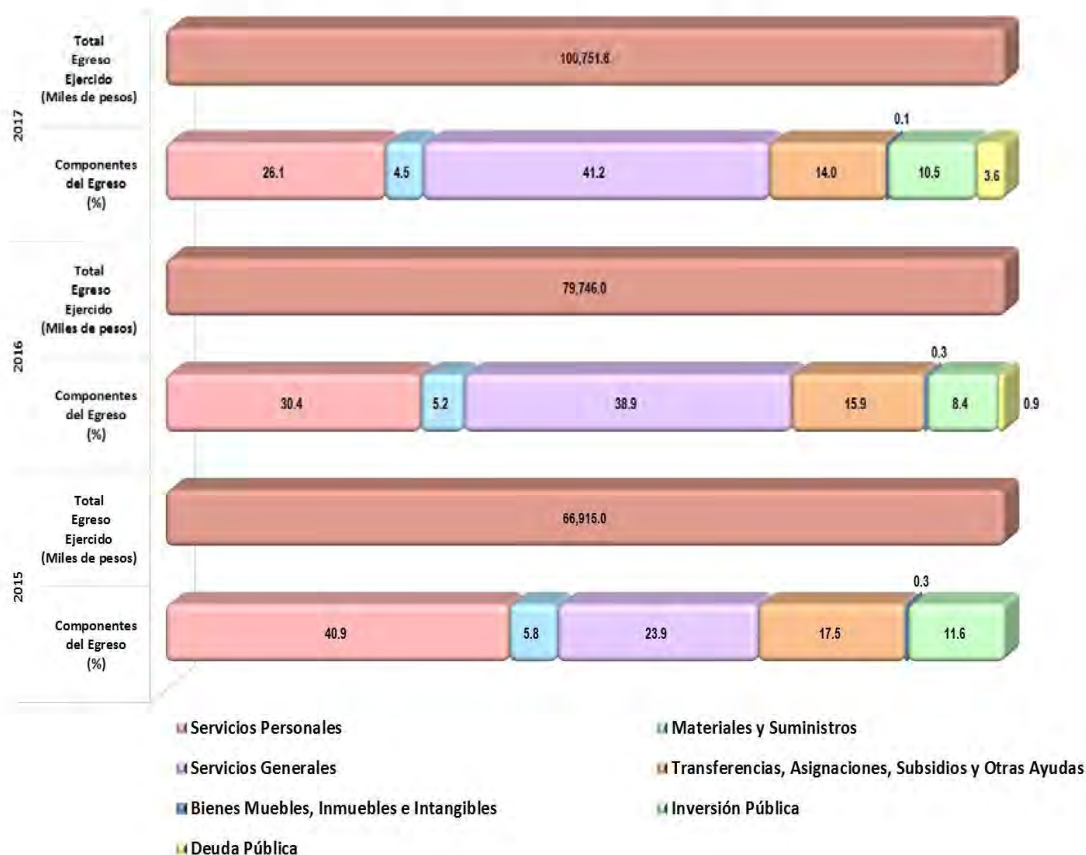 2017
Total
Egreso
Ejercido
(Miles de pesos)
100,751.8
Componentes
del Egreso
(%)
0.1
26.1 4.5 41.2 14.0 10.5 3.6
2016
Total
Egreso
Ejercido
(Miles de pesos)
79,746.0
Componentes
del Egreso
(%)
0.3
30.4 5.2 38.9 15.9 8.4 0.9
2015
Total
Egreso
Ejercido
(Miles de pesos)
66,915.0
Componentes
del Egreso
(%)
0.3
40.9 5.8 23.9 17.5 11.6
Servicios Personales
Materiales y Suministros
Servicios Generales
Transferencias, Asignaciones, Subsidios y Otras Ayudas
Bienes Muebles, Inmuebles e Intangibles
Inversión Pública
Deuda Pública